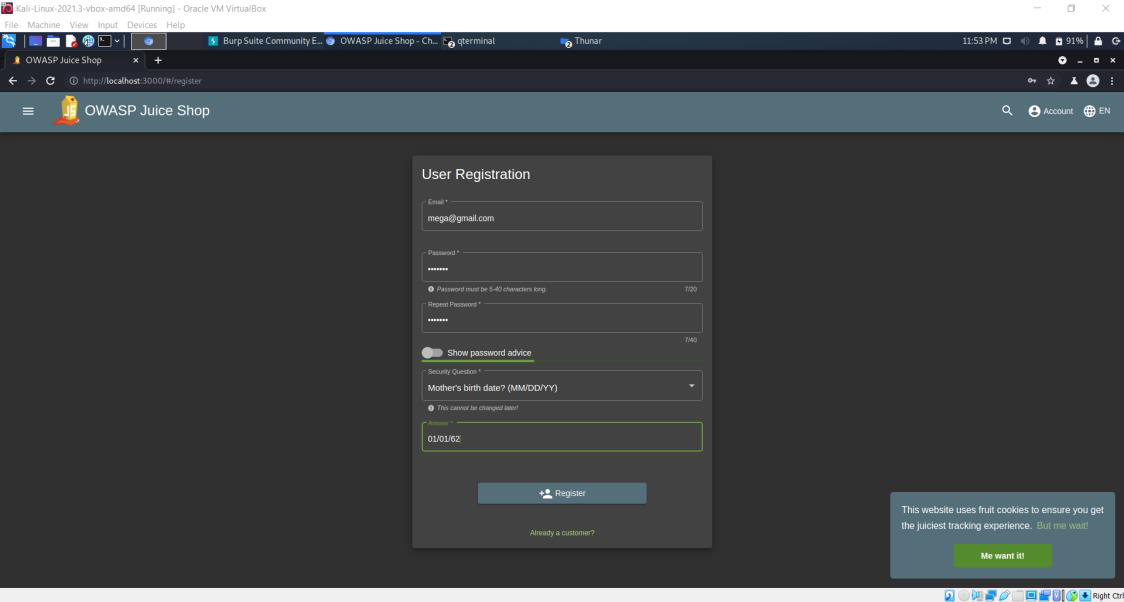 Kali-Linux-2021.3-vbox-amd64 [Running] - Oracle VM VirtualBox
File Machine View Input Devices Help
Burp Suite Community E... OWASP Juice Shop - Ch... qterminal Thunar 11:53 PM 91%
OWASP Juice Shop
http://localhost:3000/#/register
OWASP Juice Shop Account EN
User Registration
Email *
mega@gmail.com
Password *
•••••••
Password must be 5-40 characters long. 7/20
Repeat Password *
•••••••
7/40
Show password advice
Security Question *
Mother's birth date? (MM/DD/YY)
This cannot be changed later!
Answer *
01/01/62
Register
Already a customer?
This website uses fruit cookies to ensure you get
the juiciest tracking experience. But me wait!
Me want it!
Right Ctrl